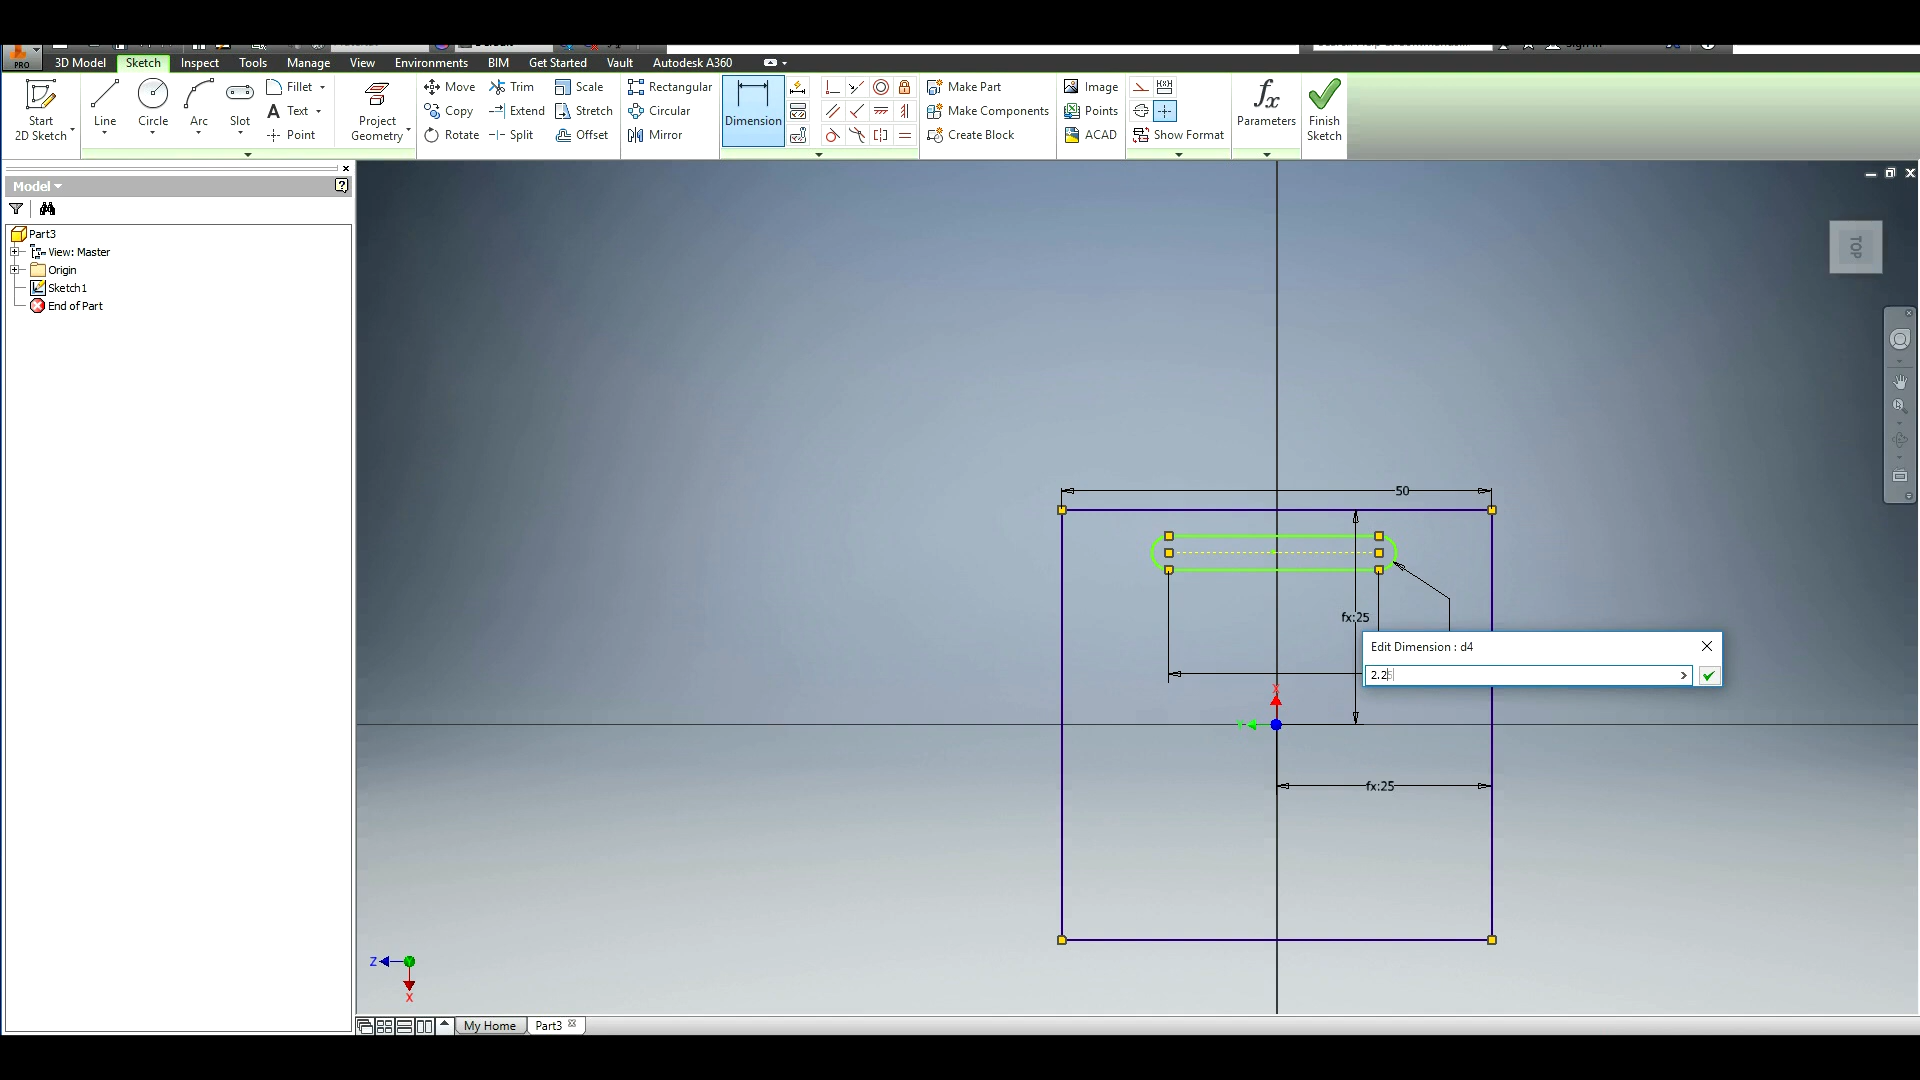 PRO
3D Model Sketch Inspect Tools Manage View Environments BIM Get Started Vault Autodesk A360
Start
2D Sketch
Line
Circle
Arc
Slot
Fillet
Text
Point
Project
Geometry
Move
Copy
Rotate
Trim
Extend
Split
Scale
Stretch
Offset
Rectangular
Circular
Mirror
Dimension
Make Part
Make Components
Create Block
Image
Points
ACAD
Show Format
fx
Parameters
Finish
Sketch
Model
Part3
View: Master
Origin
Sketch1
End of Part
TOP
50
fx:25
Edit Dimension : d4
2.25
X
Y
fx:25
Z
X
My Home Part3